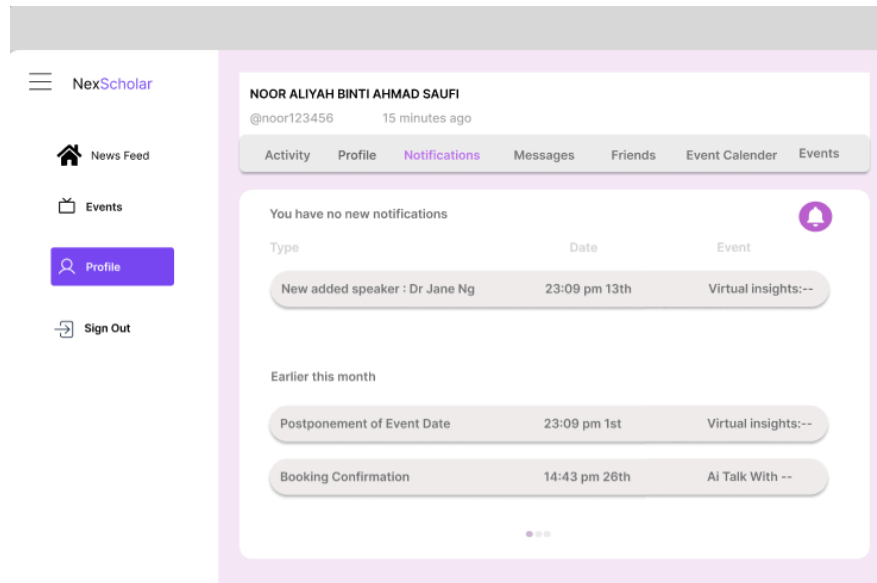 NexScholar
News Feed
Events
Profile
Sign Out
NOOR ALIYAH BINTI AHMAD SAUFI
@noor123456 15 minutes ago
Activity Profile Notifications Messages Friends Event Calender Events
You have no new notifications
Type Date Event
New added speaker : Dr Jane Ng 23:09 pm 13th Virtual insights:--
Earlier this month
Postponement of Event Date 23:09 pm 1st Virtual insights:--
Booking Confirmation 14:43 pm 26th Ai Talk With --